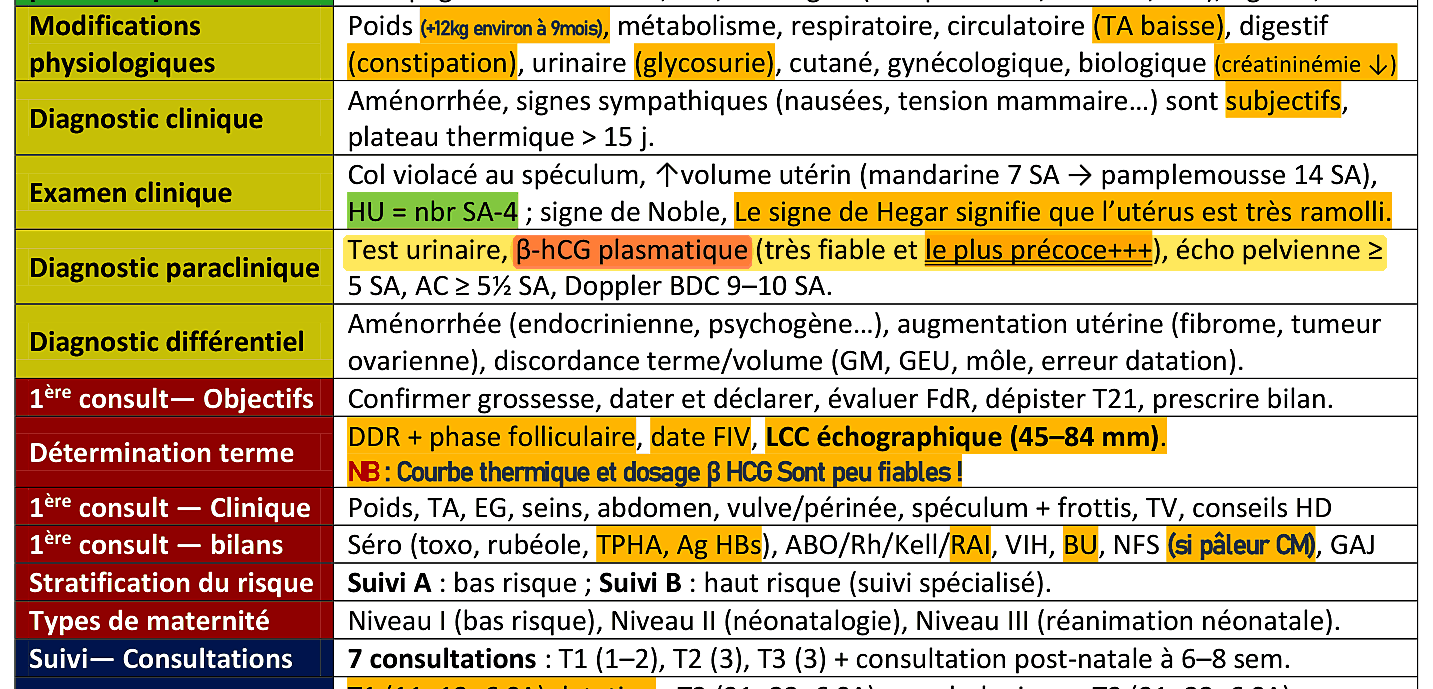 Modifications
physiologiques
Poids (+12kg environ à 9mois), métabolisme, respiratoire, circulatoire (TA baisse), digestif
(constipation), urinaire (glycosurie), cutané, gynécologique, biologique (créatininémie ↓)
Diagnostic clinique
Aménorrhée, signes sympathiques (nausées, tension mammaire…) sont subjectifs,
plateau thermique > 15 j.
Examen clinique
Col violacé au spéculum, ↑volume utérin (mandarine 7 SA → pamplemousse 14 SA),
HU = nbr SA-4 ; signe de Noble, Le signe de Hegar signifie que l’utérus est très ramolli.
Diagnostic paraclinique
Test urinaire, β-hCG plasmatique (très fiable et le plus précoce+++), écho pelvienne ≥
5 SA, AC ≥ 5½ SA, Doppler BDC 9–10 SA.
Diagnostic différentiel
Aménorrhée (endocrinienne, psychogène…), augmentation utérine (fibrome, tumeur
ovarienne), discordance terme/volume (GM, GEU, môle, erreur datation).
1ère consult— Objectifs
Confirmer grossesse, dater et déclarer, évaluer FdR, dépister T21, prescrire bilan.
Détermination terme
DDR + phase folliculaire, date FIV, LCC échographique (45–84 mm).
NB : Courbe thermique et dosage β HCG Sont peu fiables !
1ère consult — Clinique
Poids, TA, EG, seins, abdomen, vulve/périnée, spéculum + frottis, TV, conseils HD
1ère consult — bilans
Séro (toxo, rubéole, TPHA, Ag HBs), ABO/Rh/Kell/RAI, VIH, BU, NFS (si pâleur CM), GAJ
Stratification du risque
Suivi A : bas risque ; Suivi B : haut risque (suivi spécialisé).
Types de maternité
Niveau I (bas risque), Niveau II (néonatalogie), Niveau III (réanimation néonatale).
Suivi— Consultations
7 consultations : T1 (1–2), T2 (3), T3 (3) + consultation post-natale à 6–8 sem.